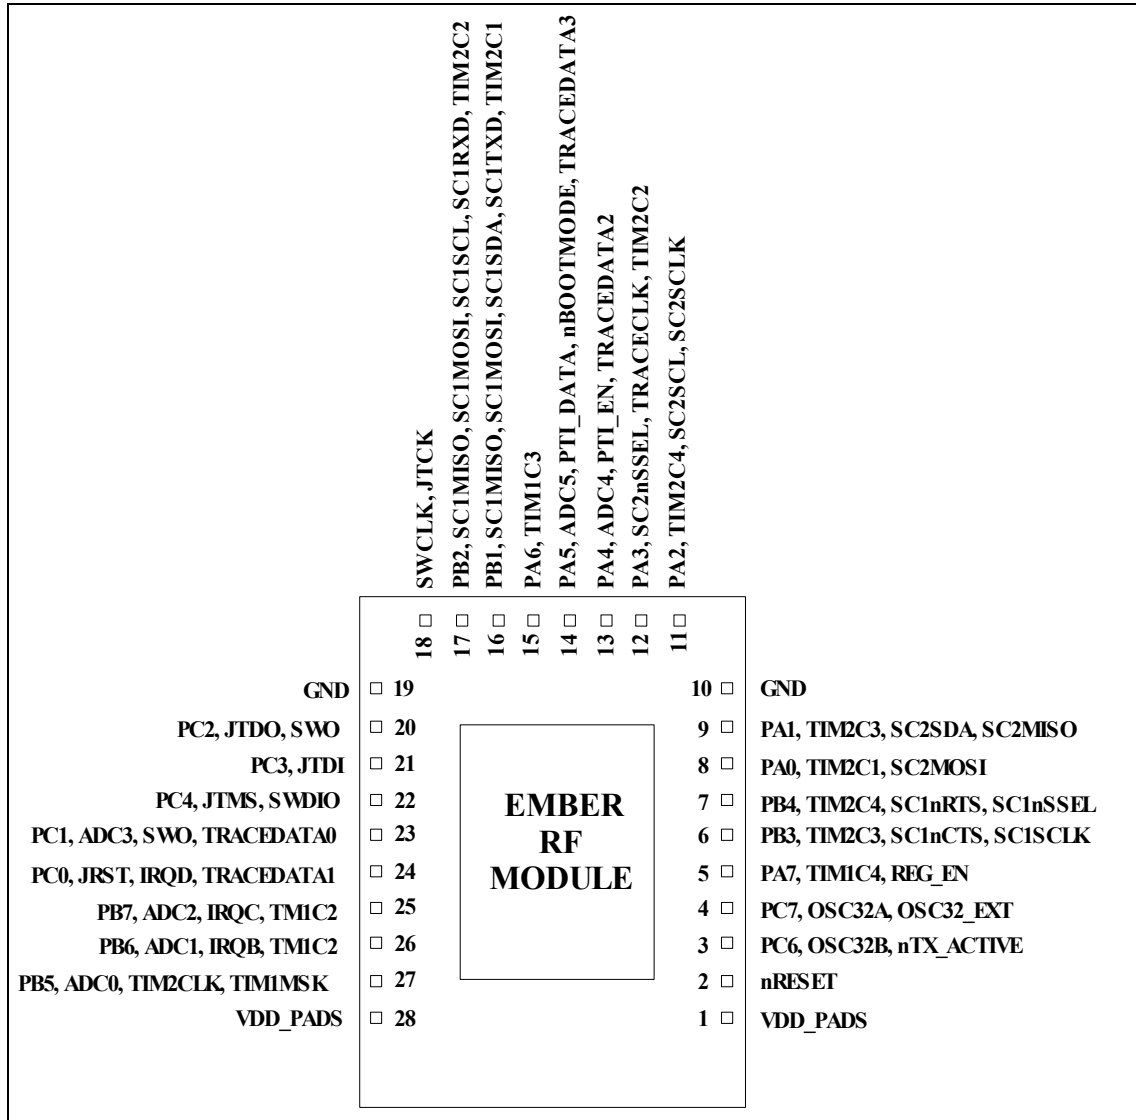 SWCLK, JTCK
PB2, SC1MISO, SC1MOSI, SC1SCL, SC1RXD, TIM2C2
PB1, SC1MISO, SC1MOSI, SC1SDA, SC1TXD, TIM2C1
PA6, TIM1C3
PA5, ADC5, PTI_DATA, nBOOTMODE, TRACEDATA3
PA4, ADC4, PTI_EN, TRACEDATA2
PA3, SC2nSSEL, TRACECLK, TIM2C2
PA2, TIM2C4, SC2SCL, SC2SCLK
18 17 16 15 14 13 12 11
GND 19 10 GND
PC2, JTDO, SWO 20 9 PA1, TIM2C3, SC2SDA, SC2MISO
PC3, JTDI 21 8 PA0, TIM2C1, SC2MOSI
PC4, JTMS, SWDIO 22 7 PB4, TIM2C4, SC1nRTS, SC1nSSEL
PC1, ADC3, SWO, TRACEDATA0 23 6 PB3, TIM2C3, SC1nCTS, SC1SCLK
PC0, JRST, IRQD, TRACEDATA1 24 5 PA7, TIM1C4, REG_EN
PB7, ADC2, IRQC, TM1C2 25 4 PC7, OSC32A, OSC32_EXT
PB6, ADC1, IRQB, TM1C2 26 3 PC6, OSC32B, nTX_ACTIVE
PB5, ADC0, TIM2CLK, TIM1MSK 27 2 nRESET
VDD_PADS 28 1 VDD_PADS
EMBER
RF
MODULE